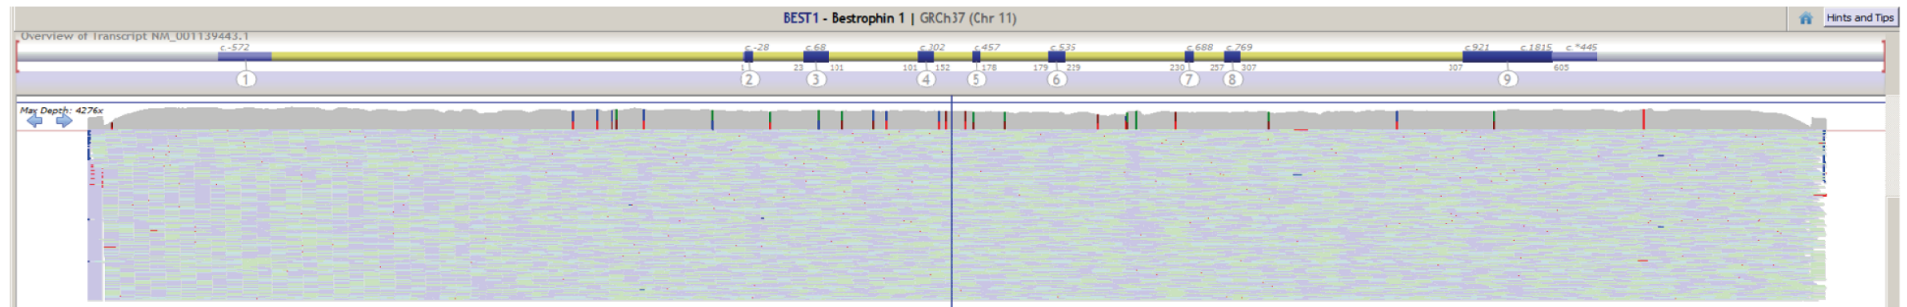 BEST1 - Bestrophin 1 | GRCh37 (Chr 11)
Hints and Tips
Overview of Transcript NM_001139443.1
c.-572 c.-28 c.68 c.302 c.457 c.535 c.688 c.769 c.921 c.1815 c.*445
1 23 101 101 152 178 179 219 230 257 307 307 605
1 2 3 4 5 6 7 8 9
Max Depth: 4276x